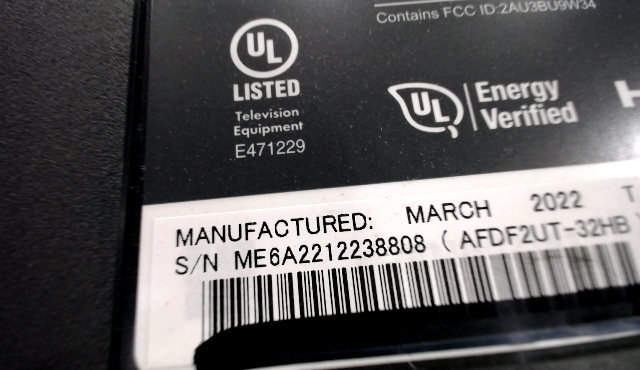 Contains FCC ID:2AU3BU9W34
UL
LISTED
Television
Equipment
E471229
UL
Energy
Verified
H
MANUFACTURED: MARCH 2022 T
S/N ME6A2212238808 ( AFDF2UT-32HB